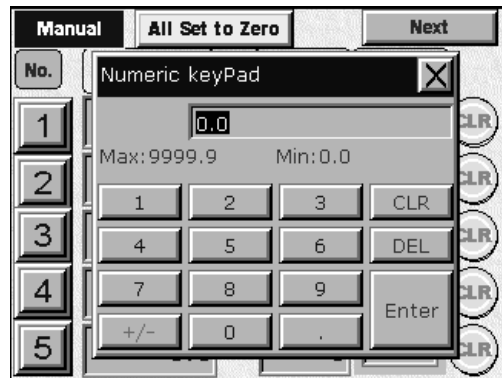 Manual All Set to Zero Next
No. Numeric keyPad X
0.0
1 CLR
Max:9999.9 Min:0.0
2 1 2 3 CLR CLR
3 4 5 6 DEL CLR
4 7 8 9 Enter CLR
+/- 0 .
5 CLR